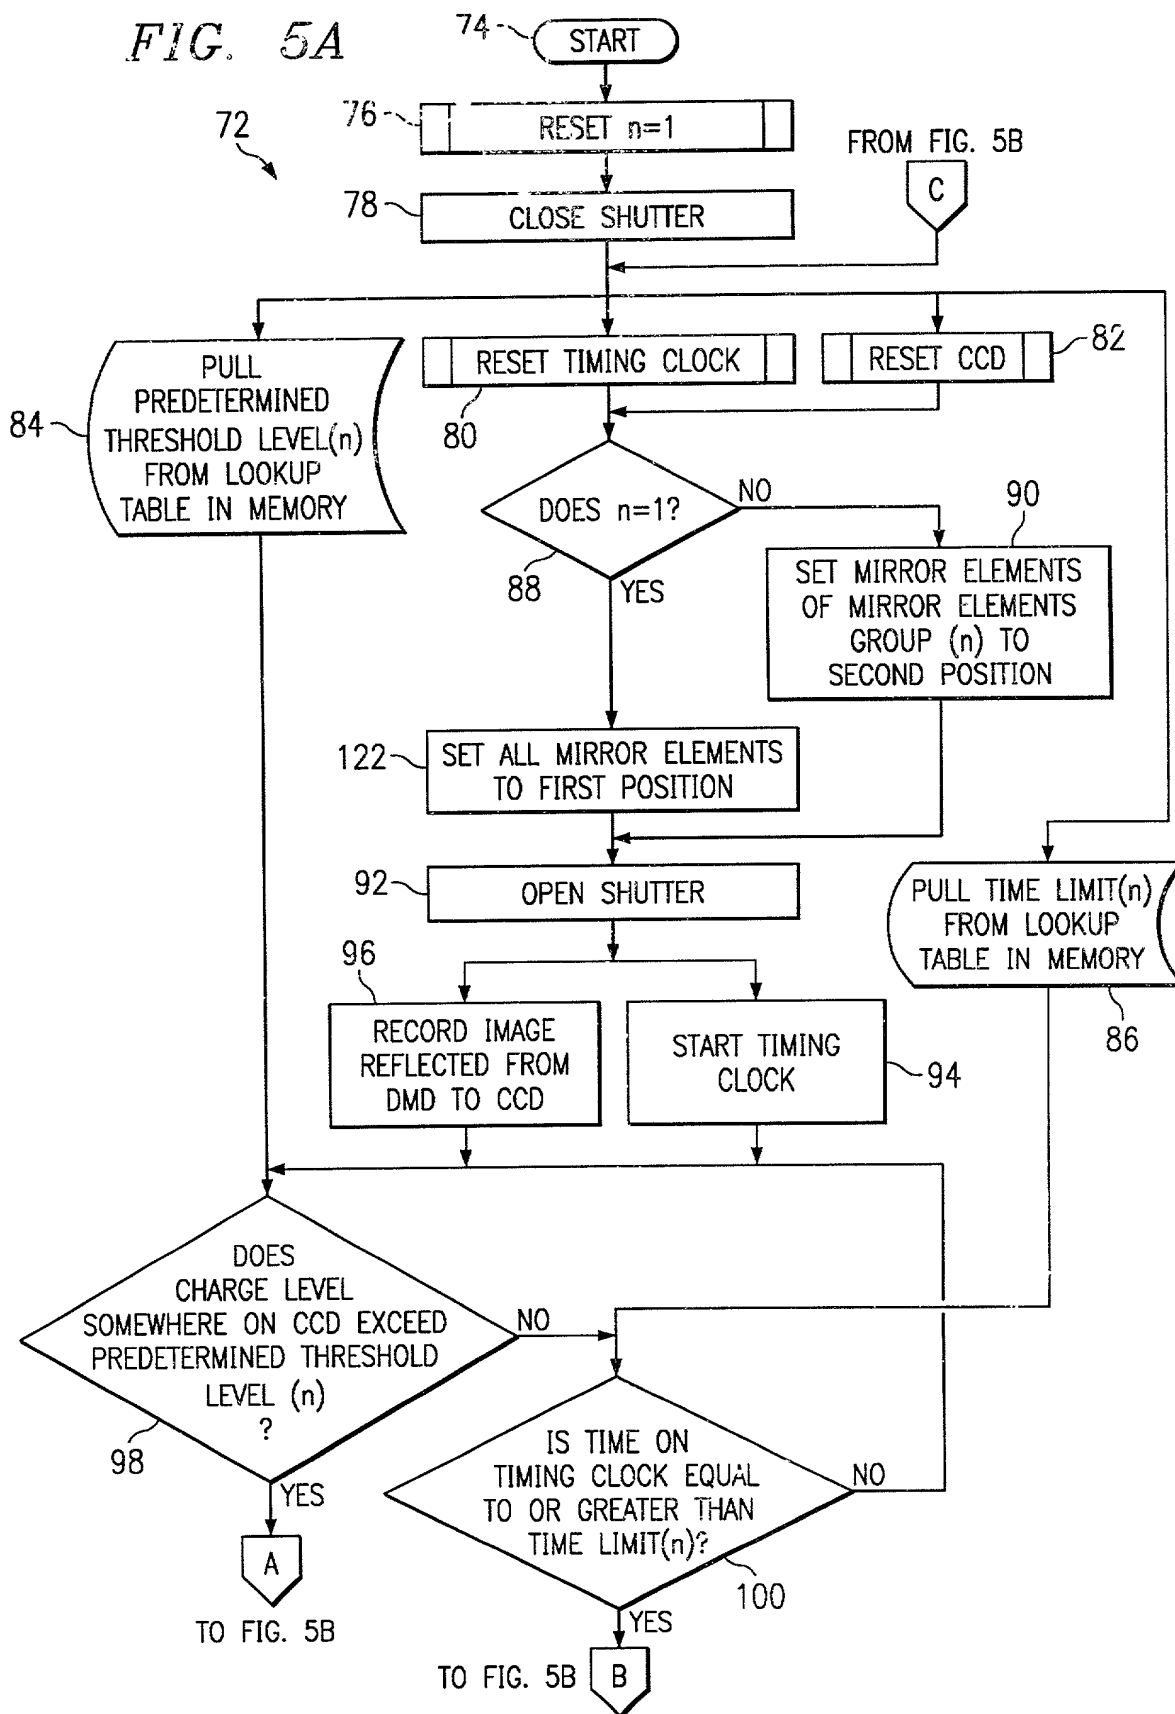 FIG. 5A
74
START
76
RESET n=1
72
FROM FIG. 5B
C
78
CLOSE SHUTTER
84
PULL
PREDETERMINED
THRESHOLD LEVEL(n)
FROM LOOKUP
TABLE IN MEMORY
RESET TIMING CLOCK
80
RESET CCD
82
DOES n=1?
88
NO
YES
90
SET MIRROR ELEMENTS
OF MIRROR ELEMENTS
GROUP (n) TO
SECOND POSITION
122
SET ALL MIRROR ELEMENTS
TO FIRST POSITION
92
OPEN SHUTTER
PULL TIME LIMIT(n)
FROM LOOKUP
TABLE IN MEMORY
86
96
RECORD IMAGE
REFLECTED FROM
DMD TO CCD
START TIMING
CLOCK
94
DOES
CHARGE LEVEL
SOMEWHERE ON CCD EXCEED
PREDETERMINED THRESHOLD
LEVEL (n)
?
98
NO
YES
A
TO FIG. 5B
IS TIME ON
TIMING CLOCK EQUAL
TO OR GREATER THAN
TIME LIMIT(n)?
100
NO
YES
TO FIG. 5B
B